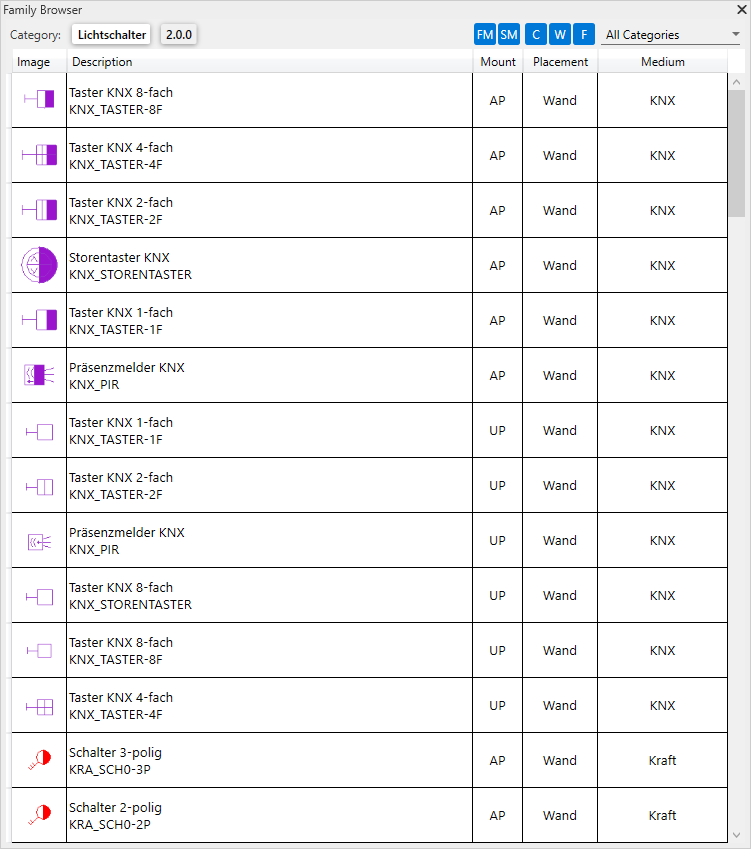 Family Browser
Category: Lichtschalter 2.0.0 FM SM C W F All Categories
Image Description Mount Placement Medium
Taster KNX 8-fach
KNX_TASTER-8F AP Wand KNX
Taster KNX 4-fach
KNX_TASTER-4F AP Wand KNX
Taster KNX 2-fach
KNX_TASTER-2F AP Wand KNX
Storentaster KNX
KNX_STORENTASTER AP Wand KNX
Taster KNX 1-fach
KNX_TASTER-1F AP Wand KNX
Präsenzmelder KNX
KNX_PIR AP Wand KNX
Taster KNX 1-fach
KNX_TASTER-1F UP Wand KNX
Taster KNX 2-fach
KNX_TASTER-2F UP Wand KNX
Präsenzmelder KNX
KNX_PIR UP Wand KNX
Taster KNX 8-fach
KNX_STORENTASTER UP Wand KNX
Taster KNX 8-fach
KNX_TASTER-8F UP Wand KNX
Taster KNX 4-fach
KNX_TASTER-4F UP Wand KNX
Schalter 3-polig
KRA_SCH0-3P AP Wand Kraft
Schalter 2-polig
KRA_SCH0-2P AP Wand Kraft